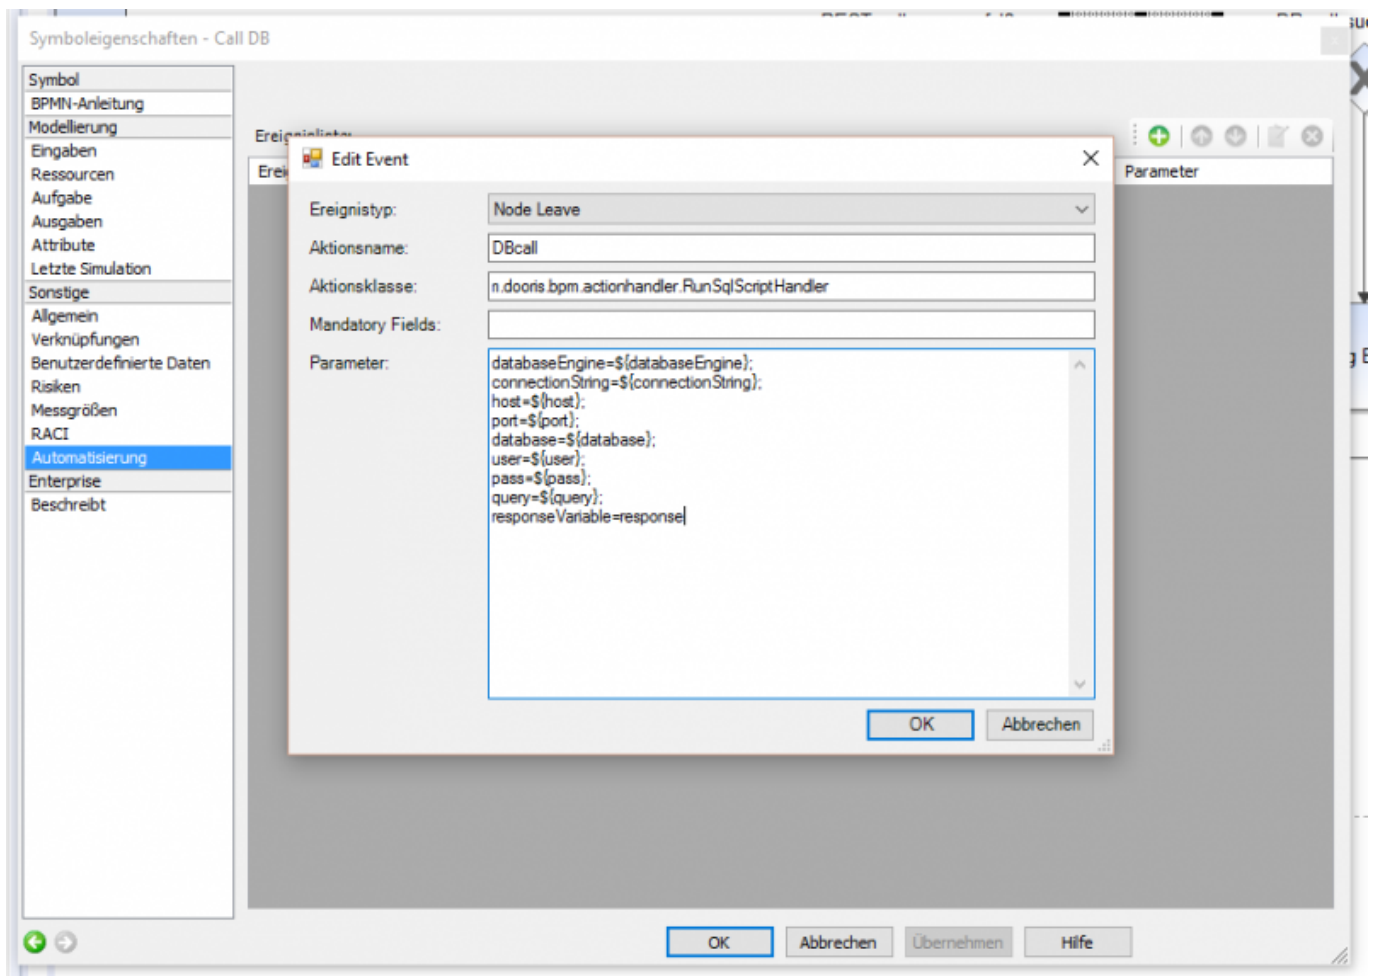 Symboleigenschaften - Call DB
Symbol
BPMN-Anleitung
Modellierung
Eingaben
Ressourcen
Aufgabe
Ausgaben
Attribute
Letzte Simulation
Sonstige
Allgemein
Verknüpfungen
Benutzerdefinierte Daten
Risiken
Messgrößen
RACI
Automatisierung
Enterprise
Beschreibt
Parameter
Edit Event
Ereignistyp: Node Leave
Aktionsname: DBcall
Aktionsklasse: n.dooris.bpm.actionhandler.RunSqlScriptHandler
Mandatory Fields:
Parameter: databaseEngine=${databaseEngine};
connectionString=${connectionString};
host=${host};
port=${port};
database=${database};
user=${user};
pass=${pass};
query=${query};
responseVariable=response
OK Abbrechen
OK Abbrechen Übernehmen Hilfe